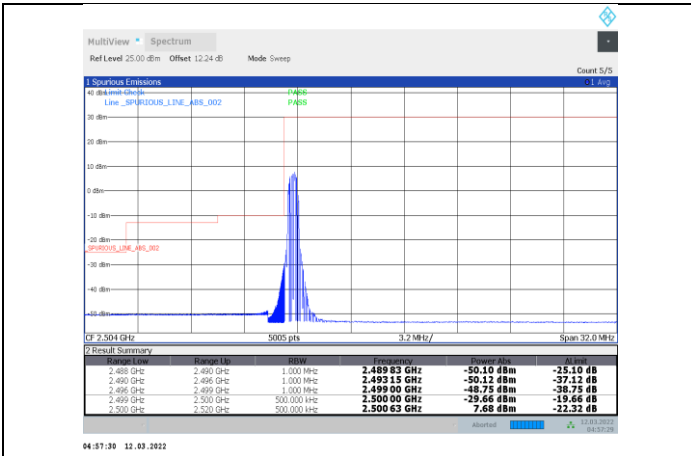 MultiView Spectrum
Ref Level 25.00 dBm Offset 12.24 dB Mode Sweep
Count 5/5
1 Spurious Emissions 1 Avg
Limit Check PASS
Line _SPURIOUS_LINE_ABS_002 PASS
40 dBm
30 dBm
20 dBm
10 dBm
0 dBm
-10 dBm
-20 dBm
_SPURIOUS_LINE_ABS_002
-30 dBm
-40 dBm
-50 dBm
CF 2.504 GHz 5005 pts 3.2 MHz/ Span 32.0 MHz
2 Result Summary
Range Low Range Up RBW Frequency Power Abs ΔLimit
2.488 GHz 2.490 GHz 1.000 MHz 2.489 83 GHz -50.10 dBm -25.10 dB
2.490 GHz 2.496 GHz 1.000 MHz 2.493 15 GHz -50.12 dBm -37.12 dB
2.496 GHz 2.499 GHz 1.000 MHz 2.499 00 GHz -48.75 dBm -38.75 dB
2.499 GHz 2.500 GHz 500.000 kHz 2.500 00 GHz -29.66 dBm -19.66 dB
2.500 GHz 2.520 GHz 500.000 kHz 2.500 63 GHz 7.68 dBm -22.32 dB
Aborted 12.03.2022
04:57:29
04:57:30 12.03.2022